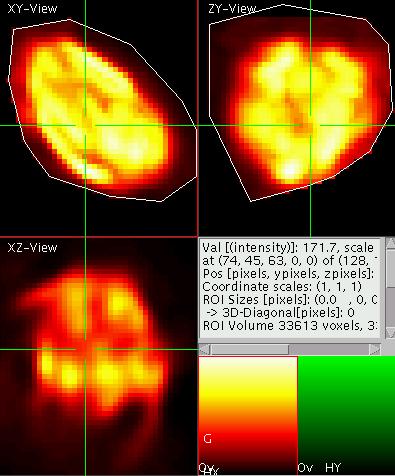 XY-View
ZY-View
XZ-View
Val [(intensity)]: 171.7, scale
at (74, 45, 63, 0, 0) of (128,
Pos [pixels, ypixels, zpixels]:
Coordinate scales: (1, 1, 1)
ROI Sizes [pixels]: (0.0 , 0, 0
-> 3D-Diagonal[pixels]: 0
ROI Volume 33613 voxels, 3
G
Ov
HX
Ov HY